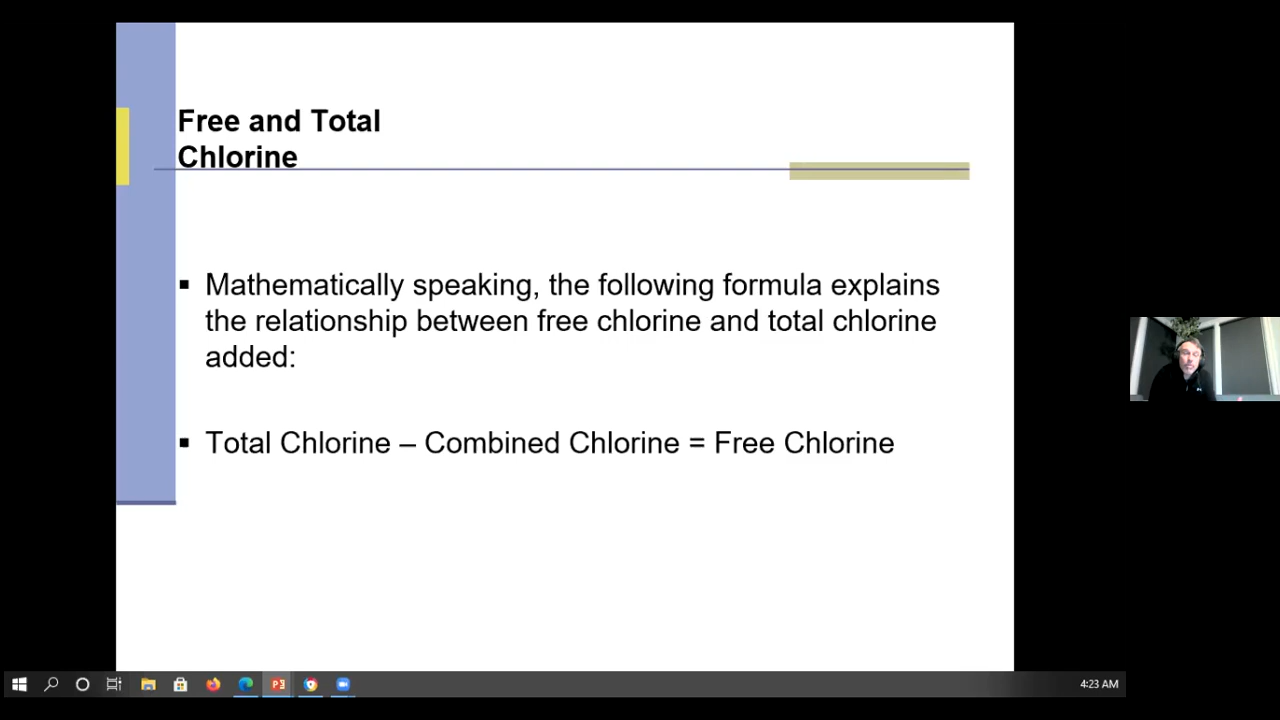 Free and Total
Chlorine
▪ Mathematically speaking, the following formula explains
the relationship between free chlorine and total chlorine
added:
▪ Total Chlorine – Combined Chlorine = Free Chlorine
4:23 AM